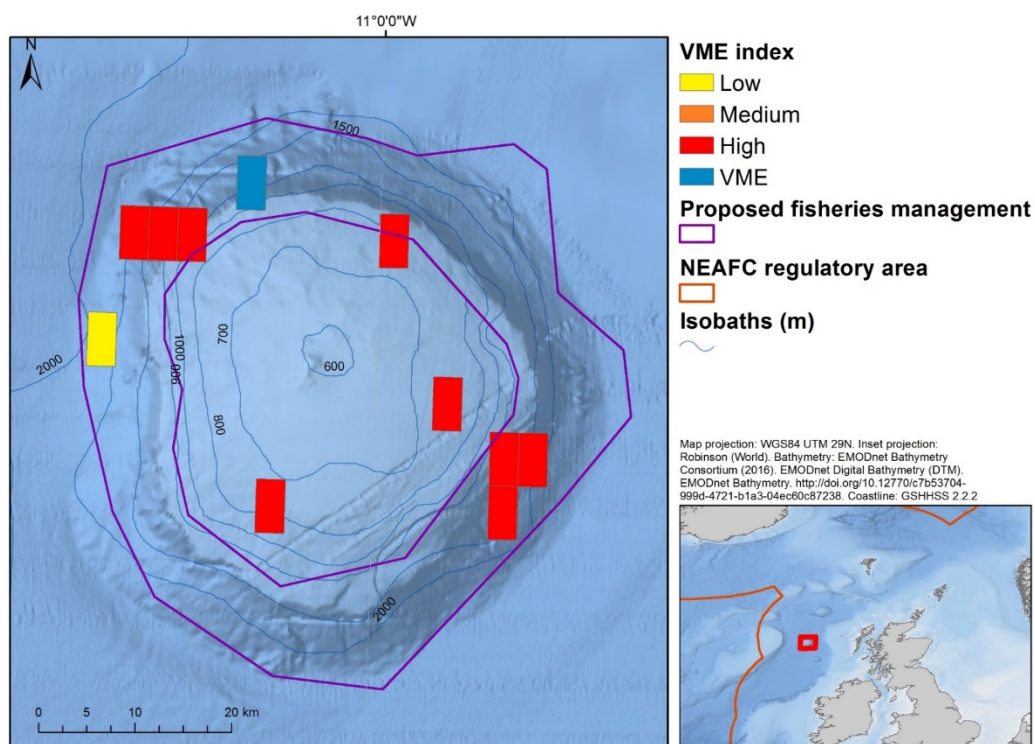 11°0'0"W
N
1500
2000
1000
900
700
800
600
2000
0 5 10 20 km
VME index
Low
Medium
High
VME
Proposed fisheries management
NEAFC regulatory area
Isobaths (m)
Map projection: WGS84 UTM 29N. Inset projection:
Robinson (World). Bathymetry: EMODnet Bathymetry
Consortium (2016). EMODnet Digital Bathymetry (DTM).
EMODnet Bathymetry. http://doi.org/10.12770/c7b53704-
999d-4721-b1a3-04ec60c87238. Coastline: GSHHSS 2.2.2